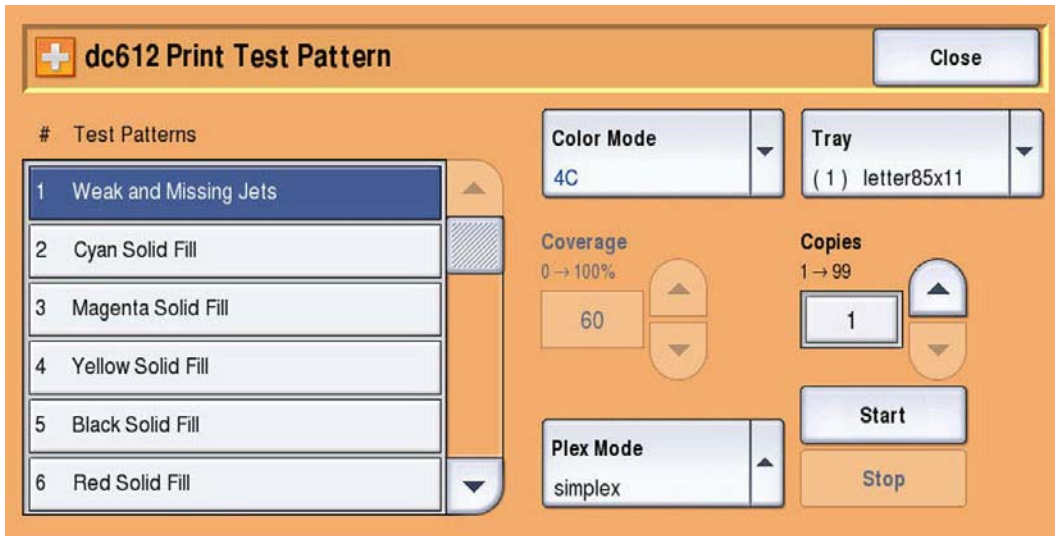 dc612 Print Test Pattern
Close
# Test Patterns
1 Weak and Missing Jets
2 Cyan Solid Fill
3 Magenta Solid Fill
4 Yellow Solid Fill
5 Black Solid Fill
6 Red Solid Fill
Color Mode
4C
Tray
( 1 ) letter85x11
Coverage
0 → 100%
60
Copies
1 → 99
1
Plex Mode
simplex
Start
Stop